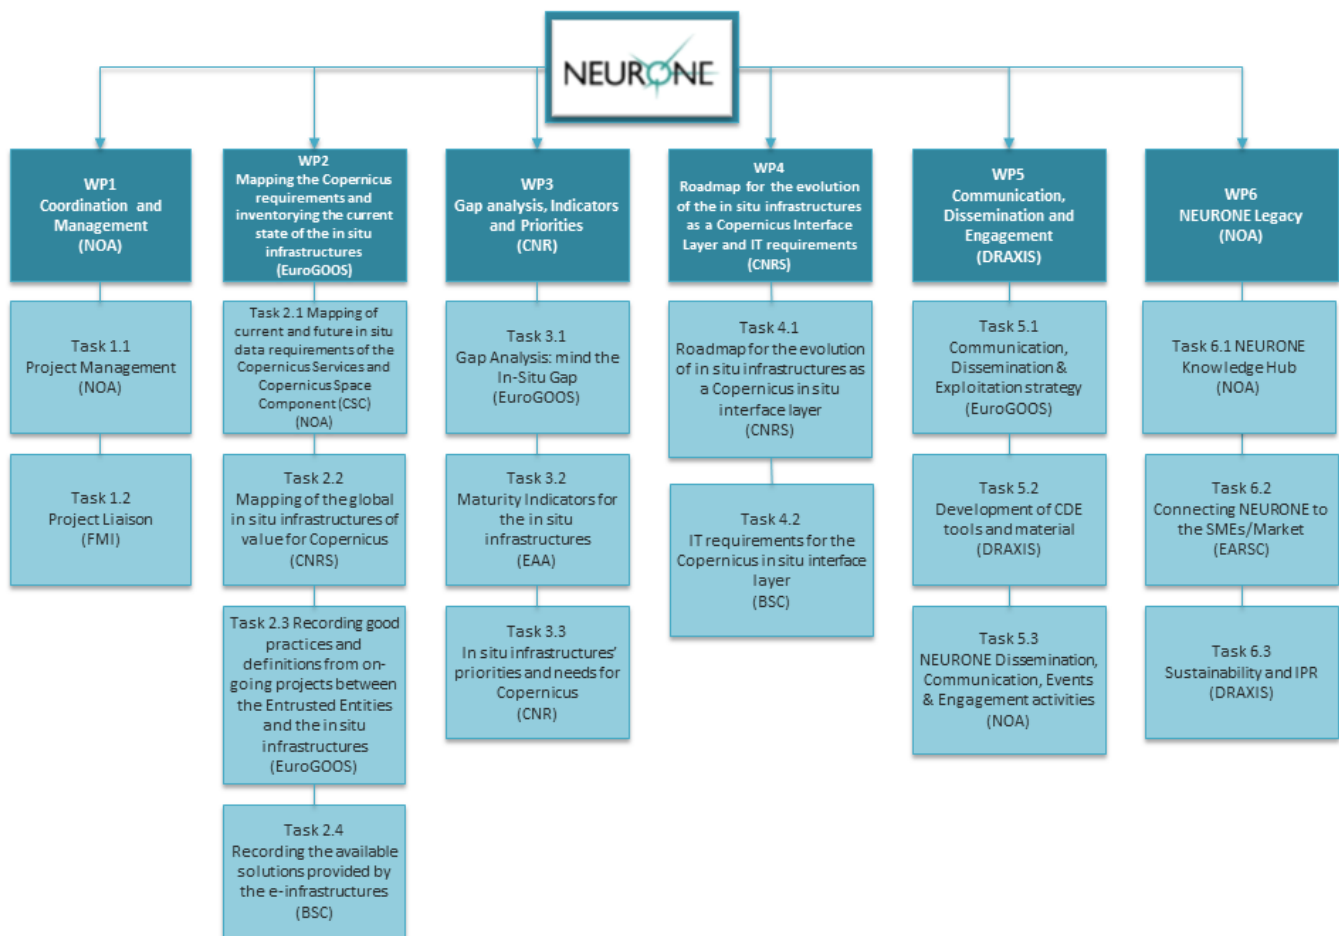 NEURONE
WP1
Coordination and
Management
(NOA)
Task 1.1
Project Management
(NOA)
Task 1.2
Project Liaison
(FMI)
WP2
Mapping the Copernicus
requirements and
inventorying the current
state of the in situ
infrastructures
(EuroGOOS)
Task 2.1 Mapping of
current and future in situ
data requirements of the
Copernicus Services and
Copernicus Space
Component (CSC)
(NOA)
Task 2.2
Mapping of the global
in situ infrastructures of
value for Copernicus
(CNRS)
Task 2.3 Recording good
practices and
definitions from on-
going projects between
the Entrusted Entities
and the in situ
infrastructures
(EuroGOOS)
Task 2.4
Recording the available
solutions provided by
the e-infrastructures
(BSC)
WP3
Gap analysis, Indicators
and Priorities
(CNR)
Task 3.1
Gap Analysis: mind the
In-Situ Gap
(EuroGOOS)
Task 3.2
Maturity Indicators for
the in situ
infrastructures
(EAA)
Task 3.3
In situ infrastructures'
priorities and needs for
Copernicus
(CNR)
WP4
Roadmap for the evolution
of the in situ infrastructures
as a Copernicus Interface
Layer and IT requirements
(CNRS)
Task 4.1
Roadmap for the evolution
of in situ infrastructures as
a Copernicus in situ
interface layer
(CNRS)
Task 4.2
IT requirements for the
Copernicus in situ interface
layer
(BSC)
WP5
Communication,
Dissemination and
Engagement
(DRAXIS)
Task 5.1
Communication,
Dissemination &
Exploitation strategy
(EuroGOOS)
Task 5.2
Development of CDE
tools and material
(DRAXIS)
Task 5.3
NEURONE Dissemination,
Communication, Events
& Engagement activities
(NOA)
WP6
NEURONE Legacy
(NOA)
Task 6.1 NEURONE
Knowledge Hub
(NOA)
Task 6.2
Connecting NEURONE to
the SMEs/Market
(EARSC)
Task 6.3
Sustainability and IPR
(DRAXIS)